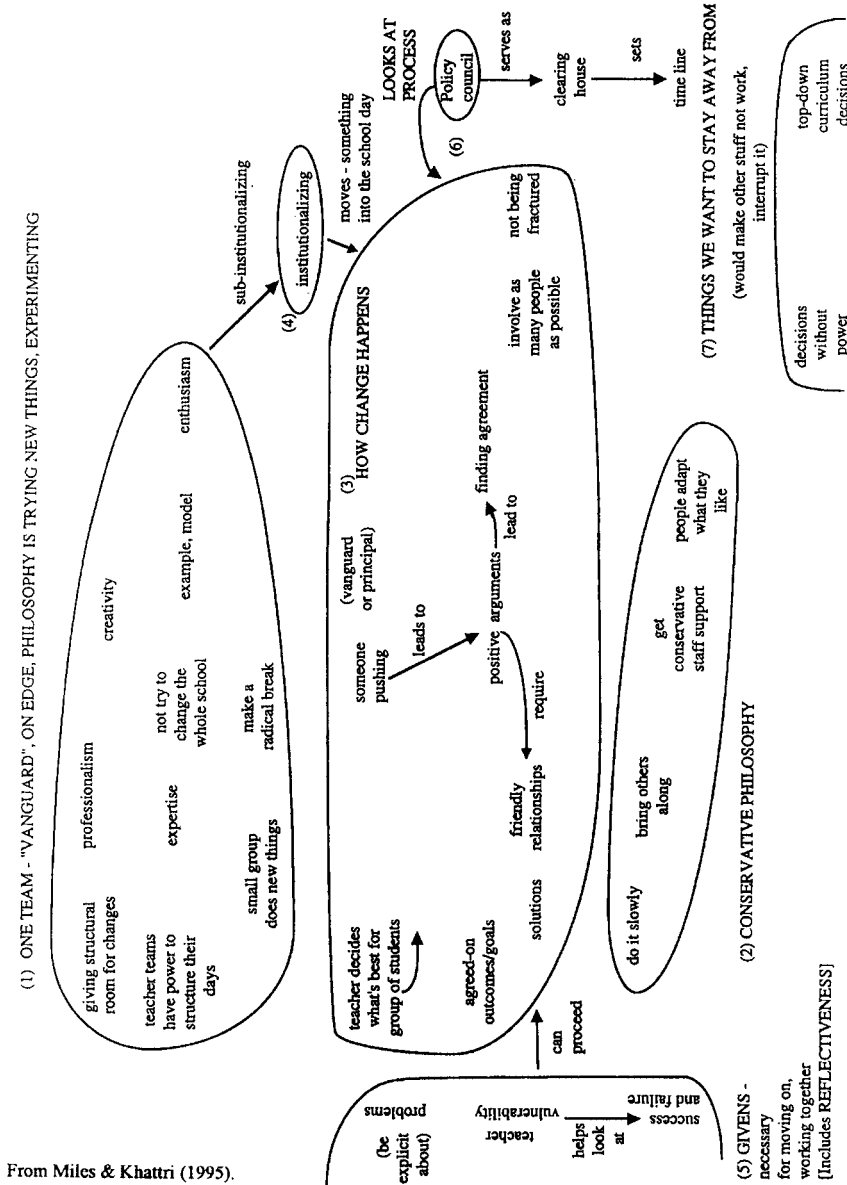 (1) ONE TEAM - "VANGUARD", ON EDGE, PHILOSOPHY IS TRYING NEW THINGS, EXPERIMENTING
giving structural
room for changes
professionalism
creativity
teacher teams
have power to
structure their
days
expertise
not try to
change the
whole school
example, model
enthusiasm
small group
does new things
make a
radical break
sub-institutionalizing
(4)
institutionalizing
moves - something
into the school day
LOOKS AT
PROCESS
Policy
council
(6)
serves as
clearing
house
sets
time line
(3)
HOW CHANGE HAPPENS
teacher decides
what's best for
group of students
someone
pushing
(vanguard
or principal)
leads to
agreed-on
outcomes/goals
positive arguments
lead to
finding agreement
require
solutions
friendly
relationships
involve as
many people
as possible
not being
fractured
can
proceed
(be
explicit
about)
problems
teacher
vulnerability
helps
look
at
success
and failure
(5) GIVENS -
necessary
for moving on,
working together
[Includes REFLECTIVENESS]
do it slowly
bring others
along
get
conservative
staff support
people adapt
what they
like
(2) CONSERVATIVE PHILOSOPHY
(7) THINGS WE WANT TO STAY AWAY FROM
(would make other stuff not work,
interrupt it)
decisions
without
power
top-down
curriculum
decisions
From Miles & Khattri (1995).